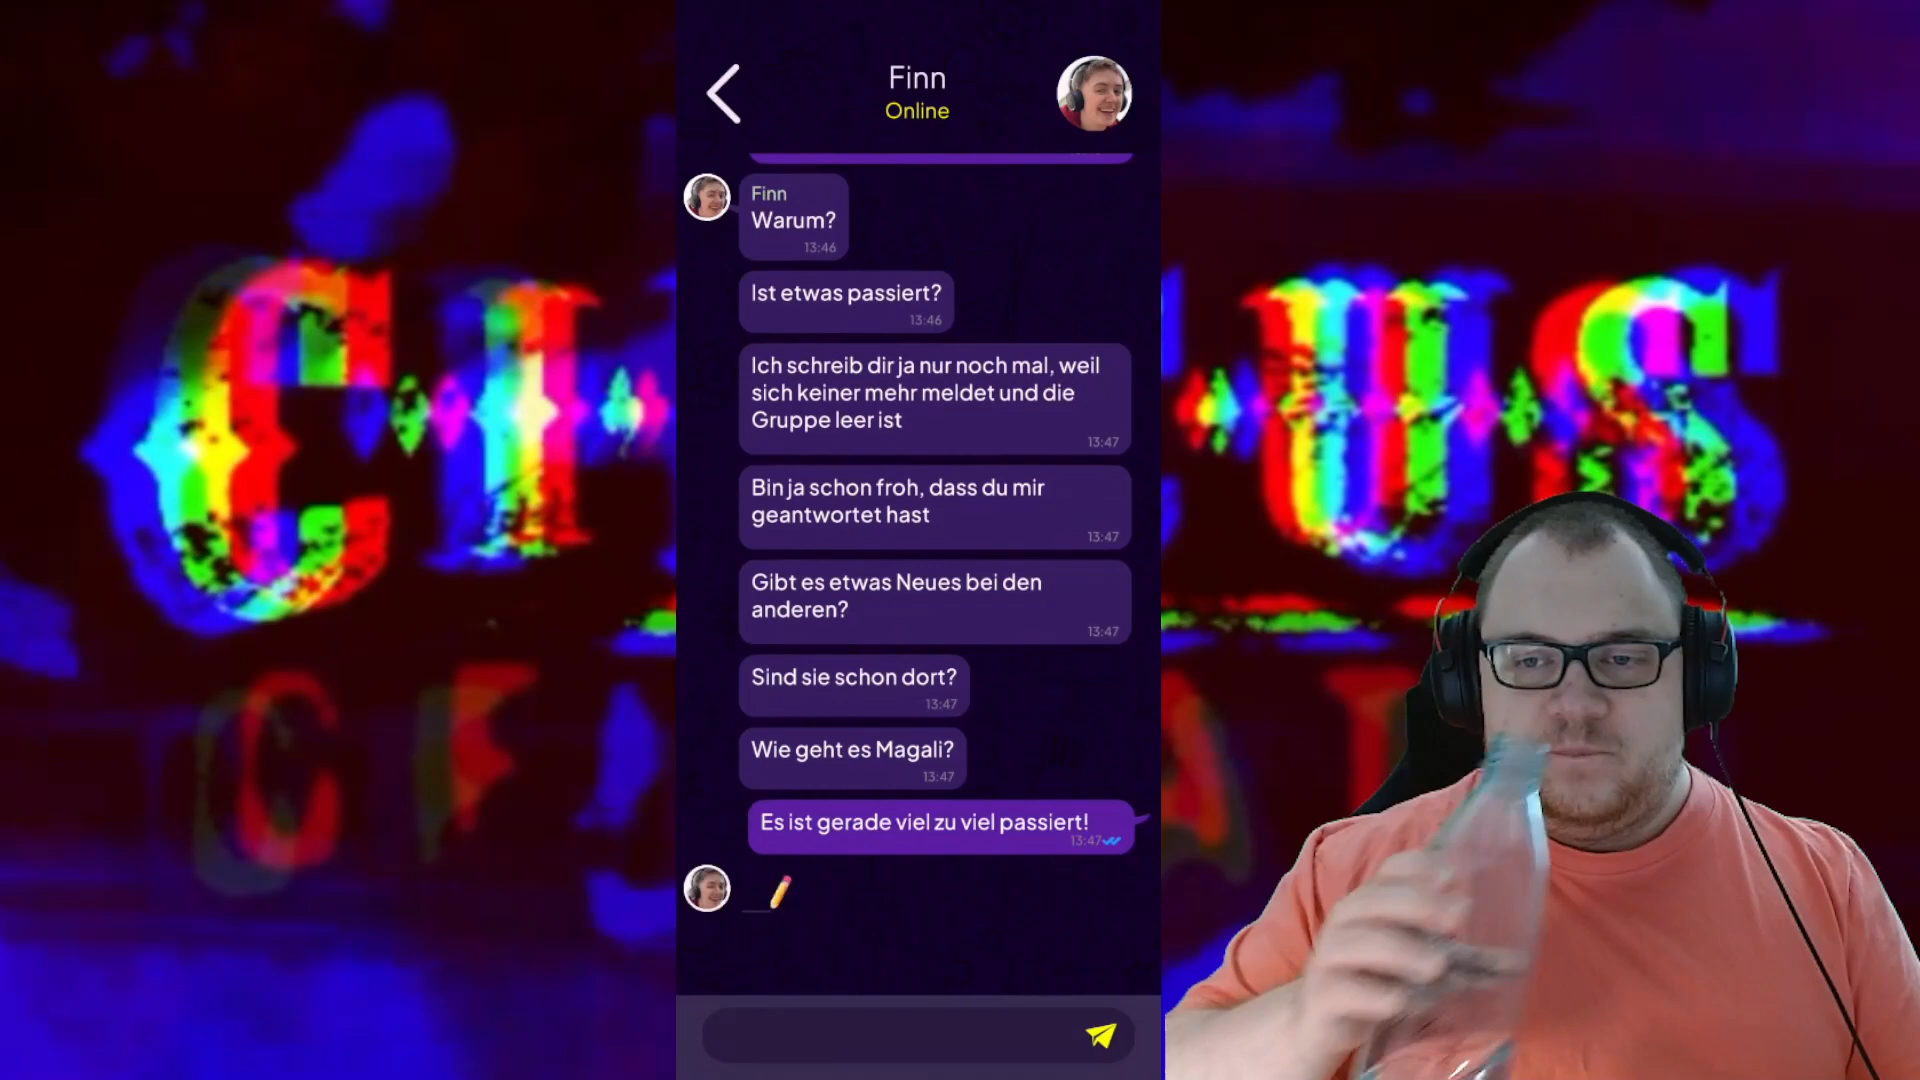 Finn
Online
Finn
Warum?
13:46
Ist etwas passiert?
13:46
Ich schreib dir ja nur noch mal, weil
sich keiner mehr meldet und die
Gruppe leer ist
13:47
Bin ja schon froh, dass du mir
geantwortet hast
13:47
Gibt es etwas Neues bei den
anderen?
13:47
Sind sie schon dort?
13:47
Wie geht es Magali?
13:47
Es ist gerade viel zu viel passiert!
13:47